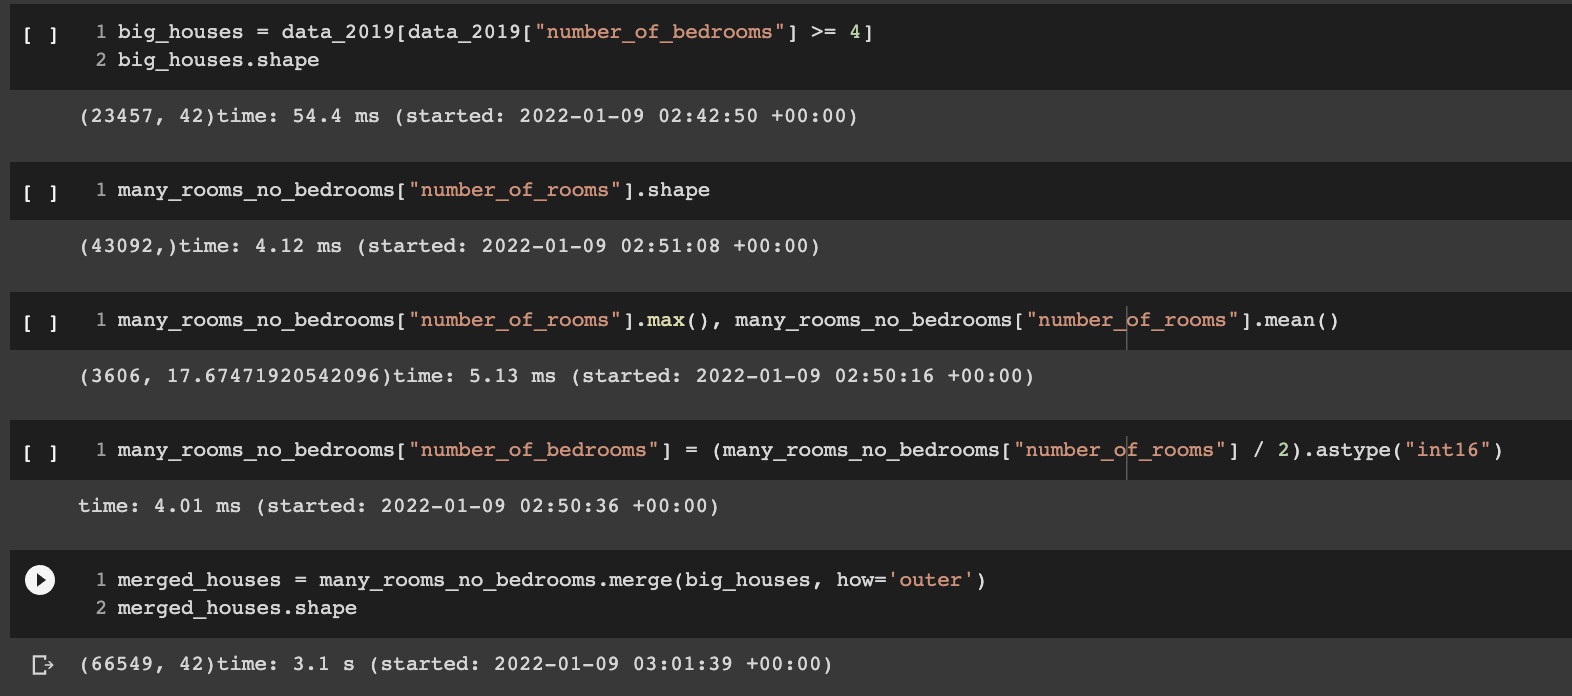 [ ] 1 big_houses = data_2019[data_2019["number_of_bedrooms"] >= 4]
2 big_houses.shape
(23457, 42)time: 54.4 ms (started: 2022-01-09 02:42:50 +00:00)
[ ] 1 many_rooms_no_bedrooms["number_of_rooms"].shape
(43092,)time: 4.12 ms (started: 2022-01-09 02:51:08 +00:00)
[ ] 1 many_rooms_no_bedrooms["number_of_rooms"].max(), many_rooms_no_bedrooms["number_of_rooms"].mean()
(3606, 17.67471920542096)time: 5.13 ms (started: 2022-01-09 02:50:16 +00:00)
[ ] 1 many_rooms_no_bedrooms["number_of_bedrooms"] = (many_rooms_no_bedrooms["number_of_rooms"] / 2).astype("int16")
time: 4.01 ms (started: 2022-01-09 02:50:36 +00:00)
1 merged_houses = many_rooms_no_bedrooms.merge(big_houses, how='outer')
2 merged_houses.shape
(66549, 42)time: 3.1 s (started: 2022-01-09 03:01:39 +00:00)